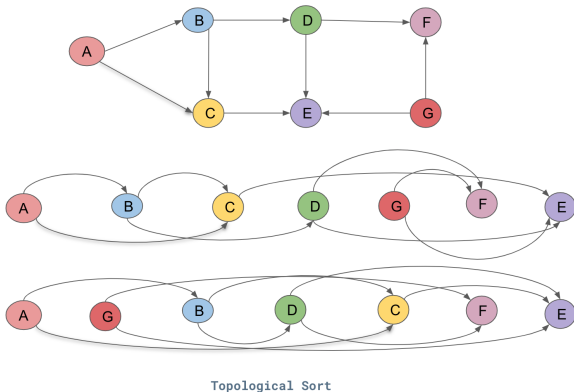 B D F
A
C E G
A B C D G F E
A G B D C F E
Topological Sort